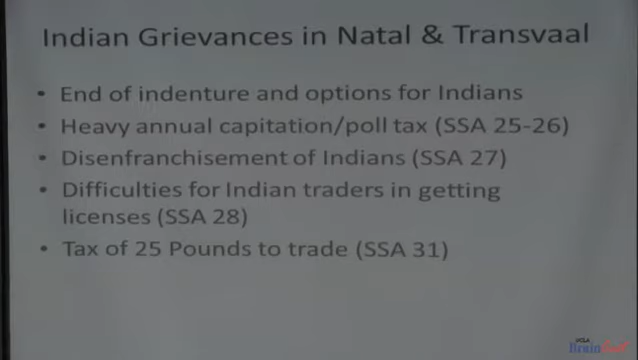 Indian Grievances in Natal & Transvaal
• End of indenture and options for Indians
• Heavy annual capitation/poll tax (SSA 25-26)
• Disenfranchisement of Indians (SSA 27)
• Difficulties for Indian traders in getting
licenses (SSA 28)
• Tax of 25 Pounds to trade (SSA 31)